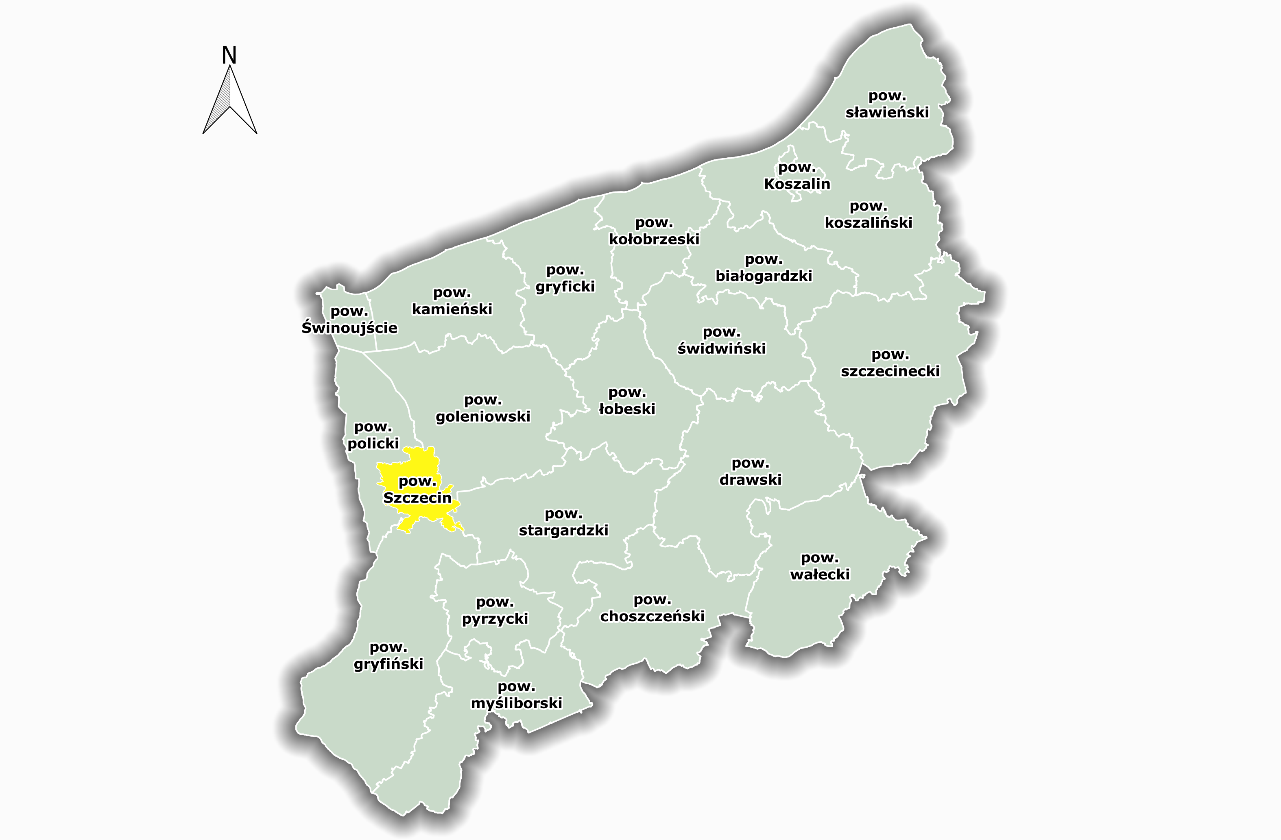 N
pow.
sławieński
pow.
Koszalin
pow.
koszaliński
pow.
kołobrzeski
pow.
białogardzki
pow.
gryficki
pow.
kamieński
pow.
Świnoujście
pow.
świdwiński
pow.
szczecinecki
pow.
goleniowski
pow.
łobeski
pow.
policki
pow.
Szczecin
pow.
drawski
pow.
stargardzki
pow.
wałecki
pow.
pyrzycki
pow.
choszczeński
pow.
gryfiński
pow.
myśliborski